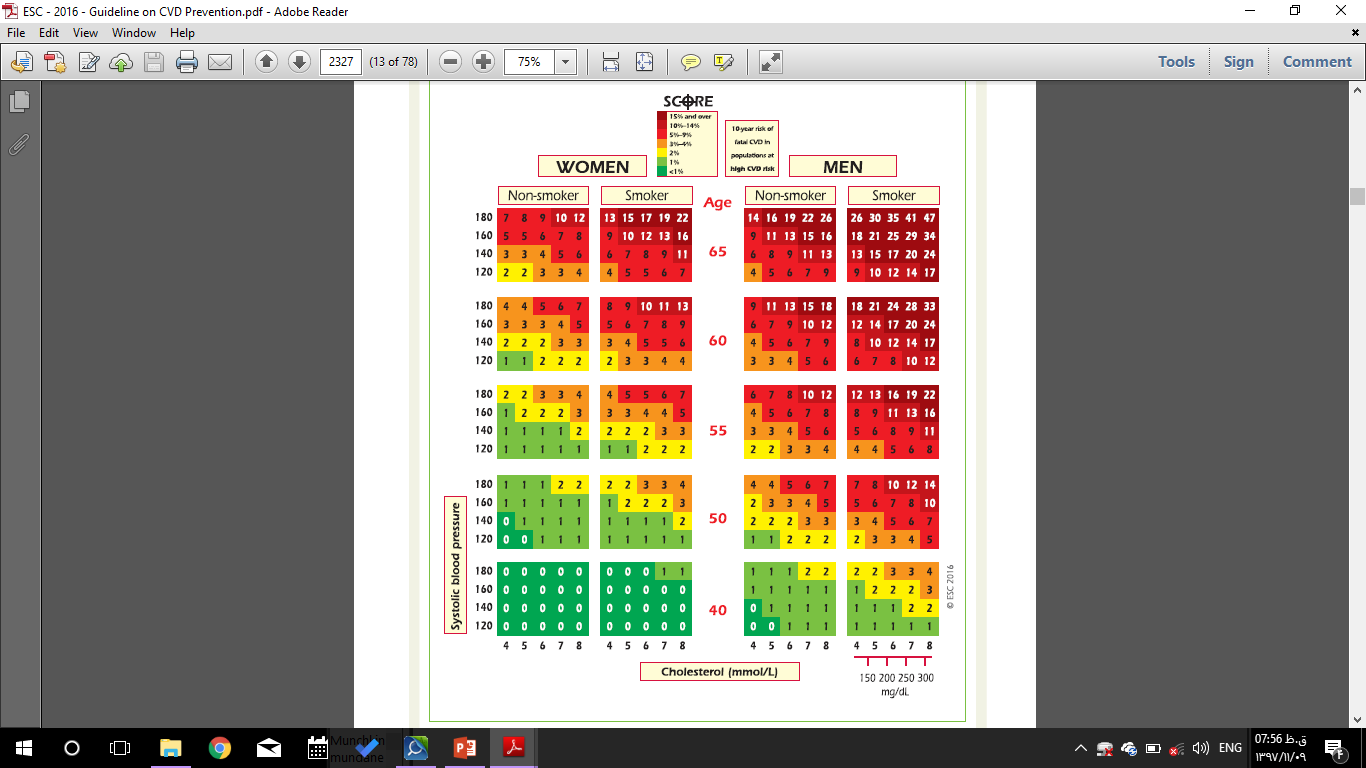 ESC - 2016 - Guideline on CVD Prevention.pdf - Adobe Reader
File Edit View Window Help
2327 (13 of 78) 75% Tools Sign Comment
SCORE
15% and over
10%–14%
5%–9%
3%–4%
2%
1%
<1%
10-year risk of
fatal CVD in
populations at
high CVD risk
WOMEN MEN
Non-smoker Smoker Age Non-smoker Smoker
180 7 8 9 10 12 13 15 17 19 22 14 16 19 22 26 26 30 35 41 47
160 5 5 6 7 8 9 10 12 13 16 9 11 13 15 16 18 21 25 29 34
65
140 3 3 4 5 6 6 7 8 9 11 6 8 9 11 13 13 15 17 20 24
120 2 2 3 3 4 4 5 5 6 7 4 5 6 7 9 9 10 12 14 17
180 4 4 5 6 7 8 9 10 11 13 9 11 13 15 18 18 21 24 28 33
160 3 3 3 4 5 5 6 7 8 9 6 7 9 10 12 12 14 17 20 24
60
140 2 2 2 3 3 3 4 5 5 6 4 5 6 7 9 8 10 12 14 17
120 1 1 2 2 2 2 3 3 4 4 3 3 4 5 6 6 7 8 10 12
180 2 2 3 3 4 4 5 5 6 7 6 7 8 10 12 12 13 16 19 22
160 1 2 2 2 3 3 3 4 4 5 4 5 6 7 8 8 9 11 13 16
55
140 1 1 1 1 2 2 2 2 3 3 3 3 4 5 6 5 6 8 9 11
120 1 1 1 1 1 1 1 2 2 2 2 2 3 3 4 4 4 5 6 8
180 1 1 1 2 2 2 2 3 3 4 4 4 5 6 7 7 8 10 12 14
160 1 1 1 1 1 1 2 2 2 3 2 3 3 4 5 5 6 7 8 10
50
140 0 1 1 1 1 1 1 1 1 2 2 2 2 3 3 3 4 5 6 7
120 0 0 1 1 1 1 1 1 1 1 1 1 2 2 2 2 3 3 4 5
180 0 0 0 0 0 0 0 0 1 1 1 1 1 2 2 2 2 3 3 4
160 0 0 0 0 0 0 0 0 0 0 1 1 1 1 1 1 2 2 2 3
40
140 0 0 0 0 0 0 0 0 0 0 0 1 1 1 1 1 1 1 2 2
120 0 0 0 0 0 0 0 0 0 0 0 0 1 1 1 1 1 1 1 1
4 5 6 7 8 4 5 6 7 8 4 5 6 7 8 4 5 6 7 8
Systolic blood pressure
© ESC 2016
Cholesterol (mmol/L)
150 200 250 300
mg/dL
Munchkin
mundane
ENG
07:56 ق.ظ
۱۳۹۷/۱۱/۰۹